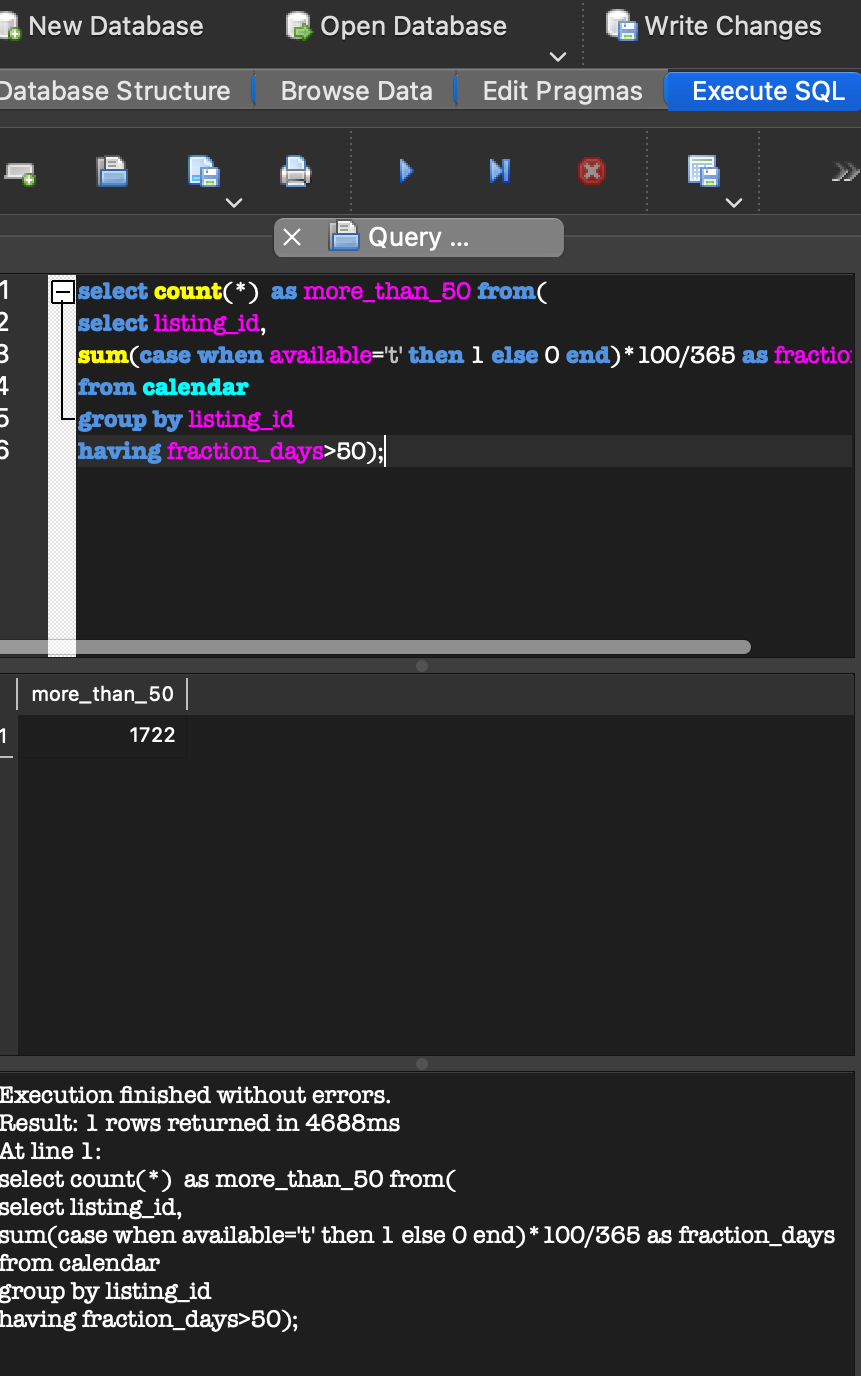 New Database Open Database Write Changes
Database Structure Browse Data Edit Pragmas Execute SQL
Query ...
1 select count(*) as more_than_50 from(
2 select listing_id,
3 sum(case when available='t' then 1 else 0 end)*100/365 as fractio
4 from calendar
5 group by listing_id
6 having fraction_days>50);
more_than_50
1 1722
Execution finished without errors.
Result: 1 rows returned in 4688ms
At line 1:
select count(*) as more_than_50 from(
select listing_id,
sum(case when available='t' then 1 else 0 end)*100/365 as fraction_days
from calendar
group by listing_id
having fraction_days>50);